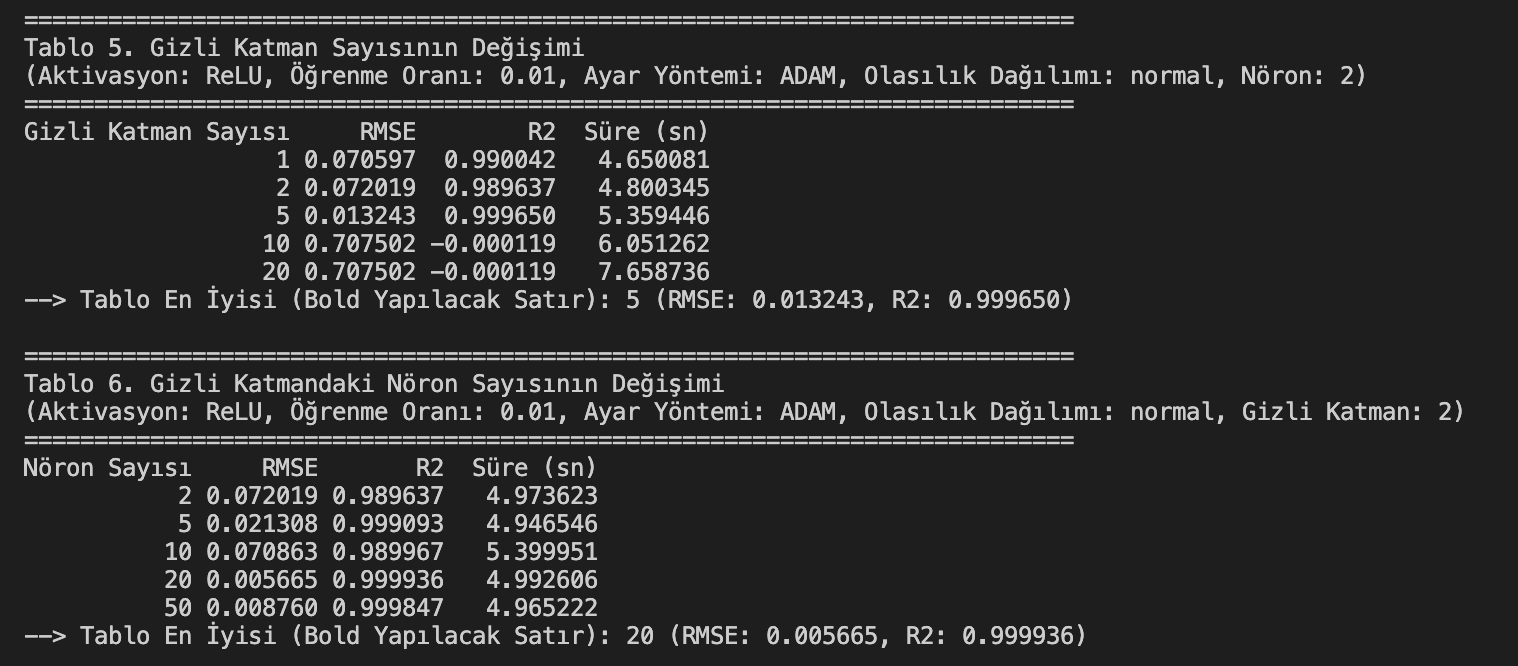 ===========================================================================
Tablo 5. Gizli Katman Sayısının Değişimi
(Aktivasyon: ReLU, Öğrenme Oranı: 0.01, Ayar Yöntemi: ADAM, Olasılık Dağılımı: normal, Nöron: 2)
===========================================================================
Gizli Katman Sayısı     RMSE        R2  Süre (sn)
                  1 0.070597  0.990042   4.650081
                  2 0.072019  0.989637   4.800345
                  5 0.013243  0.999650   5.359446
                 10 0.707502 -0.000119   6.051262
                 20 0.707502 -0.000119   7.658736
--> Tablo En İyisi (Bold Yapılacak Satır): 5 (RMSE: 0.013243, R2: 0.999650)

===========================================================================
Tablo 6. Gizli Katmandaki Nöron Sayısının Değişimi
(Aktivasyon: ReLU, Öğrenme Oranı: 0.01, Ayar Yöntemi: ADAM, Olasılık Dağılımı: normal, Gizli Katman: 2)
===========================================================================
Nöron Sayısı     RMSE       R2  Süre (sn)
           2 0.072019 0.989637   4.973623
           5 0.021308 0.999093   4.946546
          10 0.070863 0.989967   5.399951
          20 0.005665 0.999936   4.992606
          50 0.008760 0.999847   4.965222
--> Tablo En İyisi (Bold Yapılacak Satır): 20 (RMSE: 0.005665, R2: 0.999936)